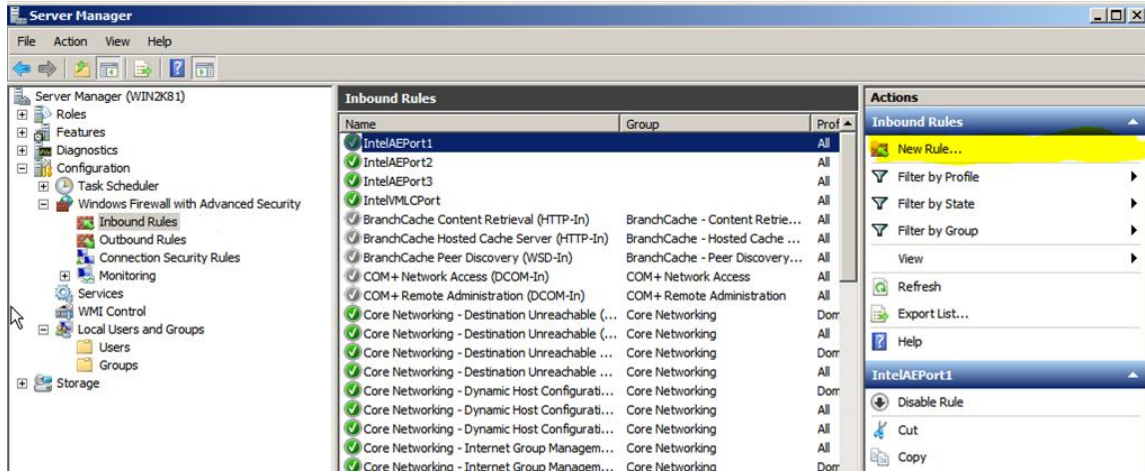 Server Manager
File Action View Help
Server Manager (WIN2K81)
Roles
Features
Diagnostics
Configuration
Task Scheduler
Windows Firewall with Advanced Security
Inbound Rules
Outbound Rules
Connection Security Rules
Monitoring
Services
WMI Control
Local Users and Groups
Users
Groups
Storage
Inbound Rules
Name Group Prof
IntelAEPort1 All
IntelAEPort2 All
IntelAEPort3 All
IntelVMLCPort All
BranchCache Content Retrieval (HTTP-In) BranchCache - Content Retrie... All
BranchCache Hosted Cache Server (HTTP-In) BranchCache - Hosted Cache ... All
BranchCache Peer Discovery (WSD-In) BranchCache - Peer Discovery... All
COM+ Network Access (DCOM-In) COM+ Network Access All
COM+ Remote Administration (DCOM-In) COM+ Remote Administration All
Core Networking - Destination Unreachable (... Core Networking Dom
Core Networking - Destination Unreachable (... Core Networking All
Core Networking - Destination Unreachable ... Core Networking Dom
Core Networking - Destination Unreachable ... Core Networking All
Core Networking - Dynamic Host Configurati... Core Networking Dom
Core Networking - Dynamic Host Configurati... Core Networking All
Core Networking - Dynamic Host Configurati... Core Networking All
Core Networking - Internet Group Managem... Core Networking All
Core Networking - Internet Group Managem... Core Networking Dom
Actions
Inbound Rules
New Rule...
Filter by Profile
Filter by State
Filter by Group
View
Refresh
Export List...
Help
IntelAEPort1
Disable Rule
Cut
Copy